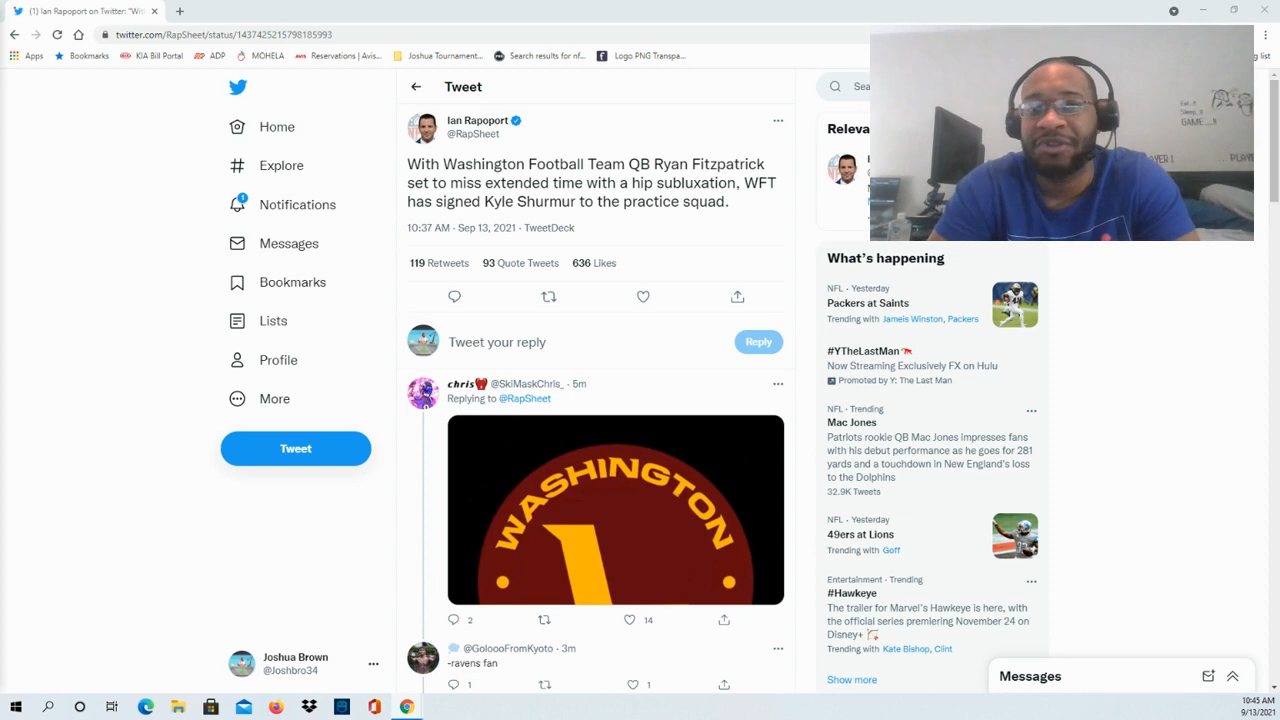 (1) Ian Rapoport on Twitter: "Wit
twitter.com/RapSheet/status/1437425215798185993
Apps
Bookmarks
KIA Bill Portal
ADP
MOHELA
Reservations | Avis...
Joshua Tournament...
Search results for nf...
Logo PNG Transpa...
ng list
Home
Explore
1
Notifications
Messages
Bookmarks
Lists
Profile
More
Tweet
Joshua Brown
@Joshbro34
Tweet
Ian Rapoport
@RapSheet
With Washington Football Team QB Ryan Fitzpatrick
set to miss extended time with a hip subluxation, WFT
has signed Kyle Shurmur to the practice squad.
10:37 AM · Sep 13, 2021 · TweetDeck
119 Retweets 93 Quote Tweets 636 Likes
Tweet your reply
Reply
chris @SkiMaskChris_ · 5m
Replying to @RapSheet
WASHINGTON
2
14
@GoloooFromKyoto · 3m
-ravens fan
1
1
Sea
Releva
GAME...!!
What's happening
NFL · Yesterday
Packers at Saints
Trending with Jameis Winston, Packers
#YTheLastMan
Now Streaming Exclusively FX on Hulu
Promoted by Y: The Last Man
NFL · Trending
Mac Jones
Patriots rookie QB Mac Jones impresses fans
with his debut performance as he goes for 281
yards and a touchdown in New England's loss
to the Dolphins
32.9K Tweets
NFL · Yesterday
49ers at Lions
Trending with Goff
Entertainment · Trending
#Hawkeye
The trailer for Marvel's Hawkeye is here, with
the official series premiering November 24 on
Disney+
Trending with Kate Bishop, Clint
Show more
Messages
10:45 AM
9/13/2021